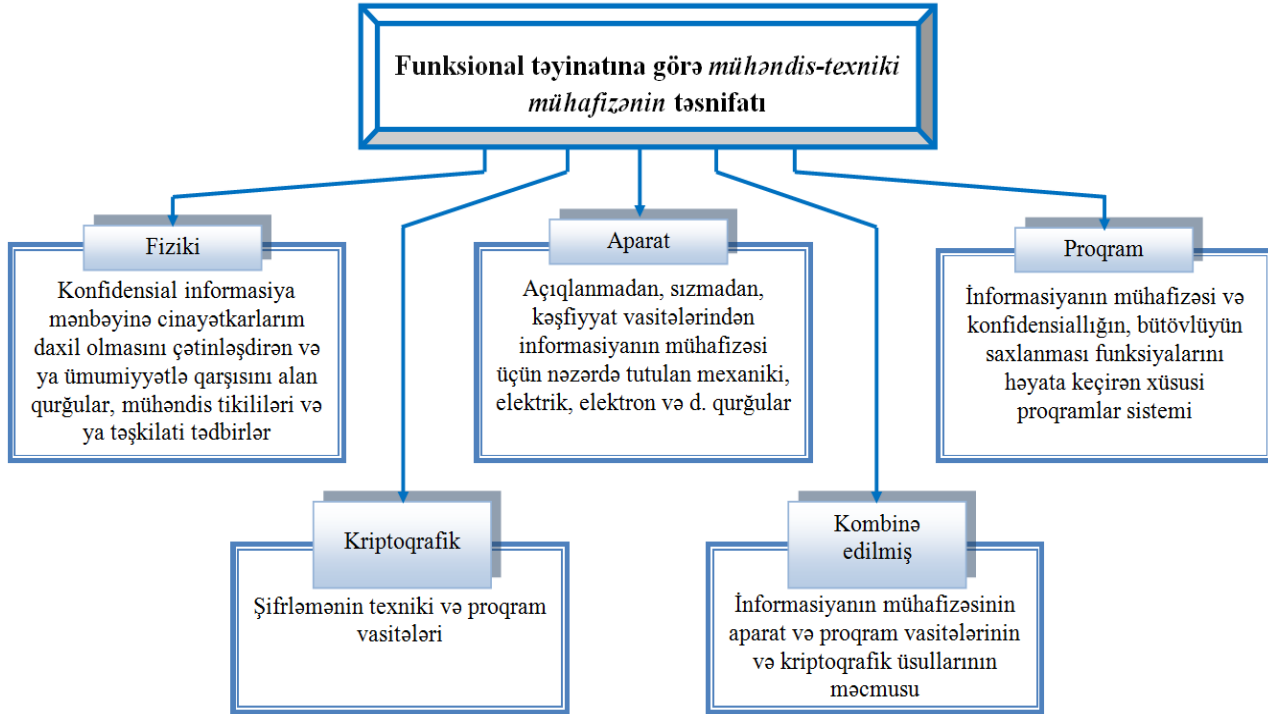 Funksional təyinatına görə mühəndis-texniki
mühafizənin təsnifatı
Fiziki
Konfidensial informasiya
mənbəyinə cinayətkarlarım
daxil olmasını çətinləşdirən və
ya ümumiyyətlə qarşısını alan
qurğular, mühəndis tikililəri və
ya təşkilati tədbirlər
Aparat
Açıqlanmadan, sızmadan,
kəşfiyyat vasitələrindən
informasiyanın mühafizəsi
üçün nəzərdə tutulan mexaniki,
elektrik, elektron və d. qurğular
Proqram
İnformasiyanın mühafizəsi və
konfidensiallığın, bütövlüyün
saxlanması funksiyalarını
həyata keçirən xüsusi
proqramlar sistemi
Kriptoqrafik
Şifrləmənin texniki və proqram
vasitələri
Kombinə
edilmiş
İnformasiyanın mühafizəsinin
aparat və proqram vasitələrinin
və kriptoqrafik üsullarının
məcmusu